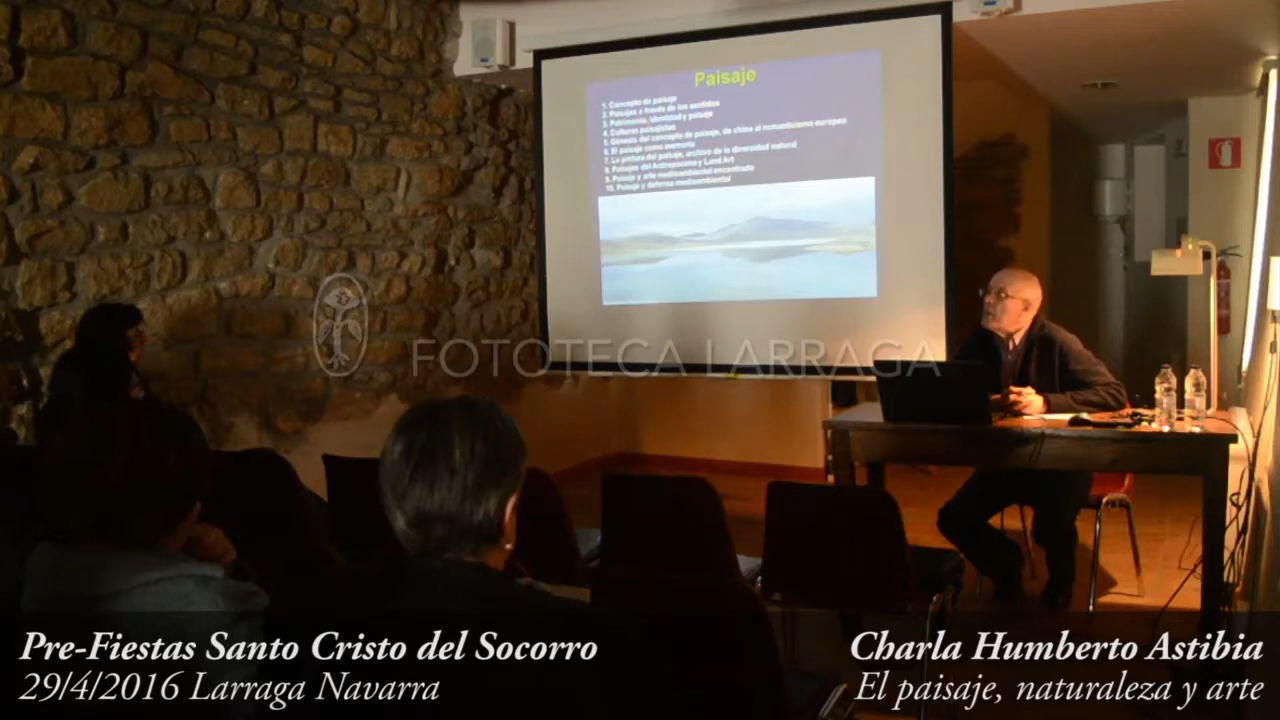 Paisaje
1. Concepto de paisaje
2. Paisajes a través de los sentidos
3. Patrimonio, identidad y paisaje
4. Culturas paisajistas
5. Génesis del concepto de paisaje, de china al romanticismo europeo
6. El paisaje como memoria
7. La pintura del paisaje, archivo de la diversidad natural
8. Paisajes del Antropoceno y Land Art
9. Paisaje y arte medioambiental encontrado
10. Paisaje y defensa medioambiental
FOTOTECA LARRAGA
Pre-Fiestas Santo Cristo del Socorro
29/4/2016 Larraga Navarra
Charla Humberto Astibia
El paisaje, naturaleza y arte